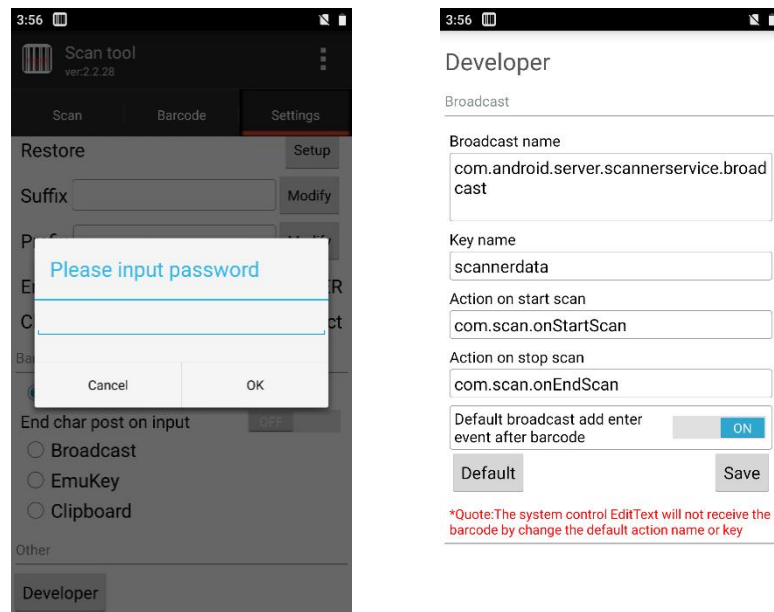 3:56
Scan tool
ver:2.2.28
Scan Barcode Settings
Restore Setup
Suffix Modify
Please input password
Cancel OK
End char post on input OFF
Broadcast
EmuKey
Clipboard
Other
Developer
3:56
Developer
Broadcast
Broadcast name
com.android.server.scannerservice.broad
cast
Key name
scannerdata
Action on start scan
com.scan.onStartScan
Action on stop scan
com.scan.onEndScan
Default broadcast add enter
event after barcode ON
Default Save
*Quote:The system control EditText will not receive the
barcode by change the default action name or key